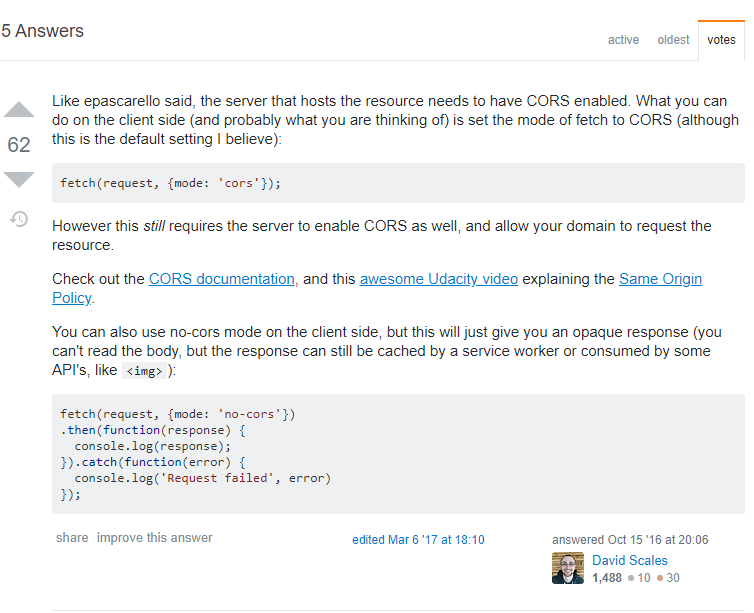 5 Answers
active oldest votes
Like epascarello said, the server that hosts the resource needs to have CORS enabled. What you can
do on the client side (and probably what you are thinking of) is set the mode of fetch to CORS (although
this is the default setting I believe):
62
fetch(request, {mode: 'cors'});
However this still requires the server to enable CORS as well, and allow your domain to request the
resource.
Check out the CORS documentation, and this awesome Udacity video explaining the Same Origin
Policy.
You can also use no-cors mode on the client side, but this will just give you an opaque response (you
can't read the body, but the response can still be cached by a service worker or consumed by some
API's, like <img> ):
fetch(request, {mode: 'no-cors'})
.then(function(response) {
  console.log(response);
}).catch(function(error) {
  console.log('Request failed', error)
});
share improve this answer
edited Mar 6 '17 at 18:10
answered Oct 15 '16 at 20:06
David Scales
1,488 10 30